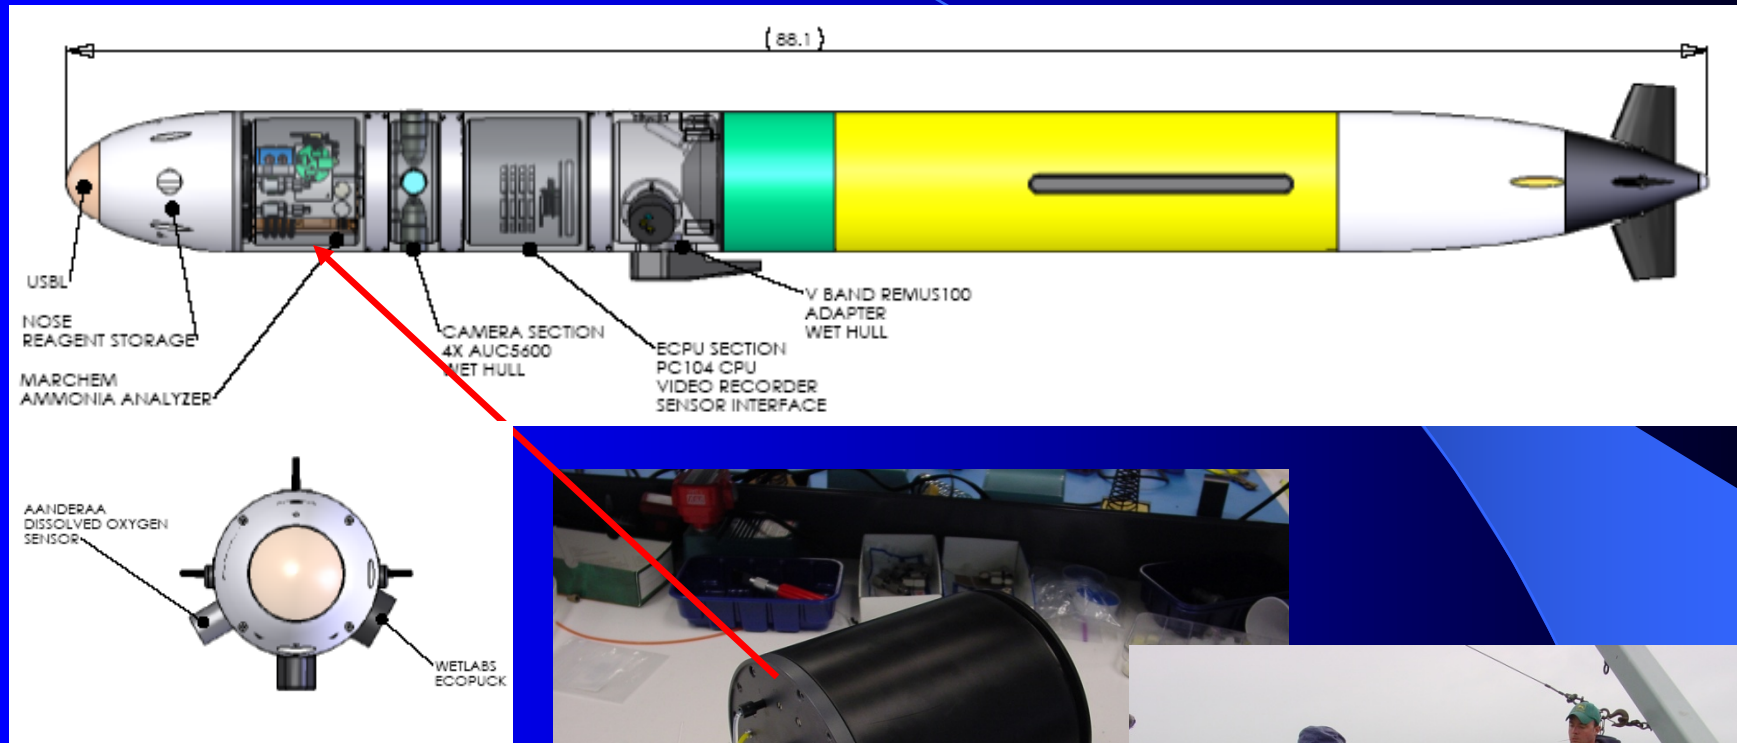 (88.1)
USBL
NOSE
REAGENT STORAGE
MARCHEM
AMMONIA ANALYZER
CAMERA SECTION
4X AUC5600
WET HULL
ECPU SECTION
PC104 CPU
VIDEO RECORDER
SENSOR INTERFACE
V BAND REMUS100
ADAPTER
WET HULL
AANDERAA
DISSOLVED OXYGEN
SENSOR
WETLABS
ECOPUCK